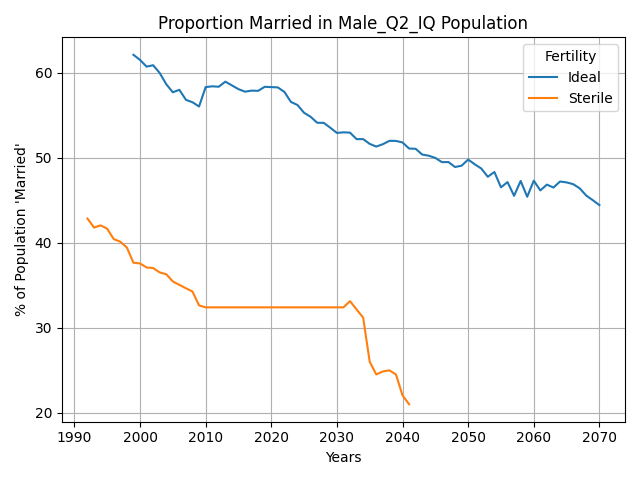 Proportion Married in Male_Q2_IQ Population
% of Population 'Married'
60
50
40
30
20
Fertility
Ideal
Sterile
1990 2000 2010 2020 2030 2040 2050 2060 2070
Years